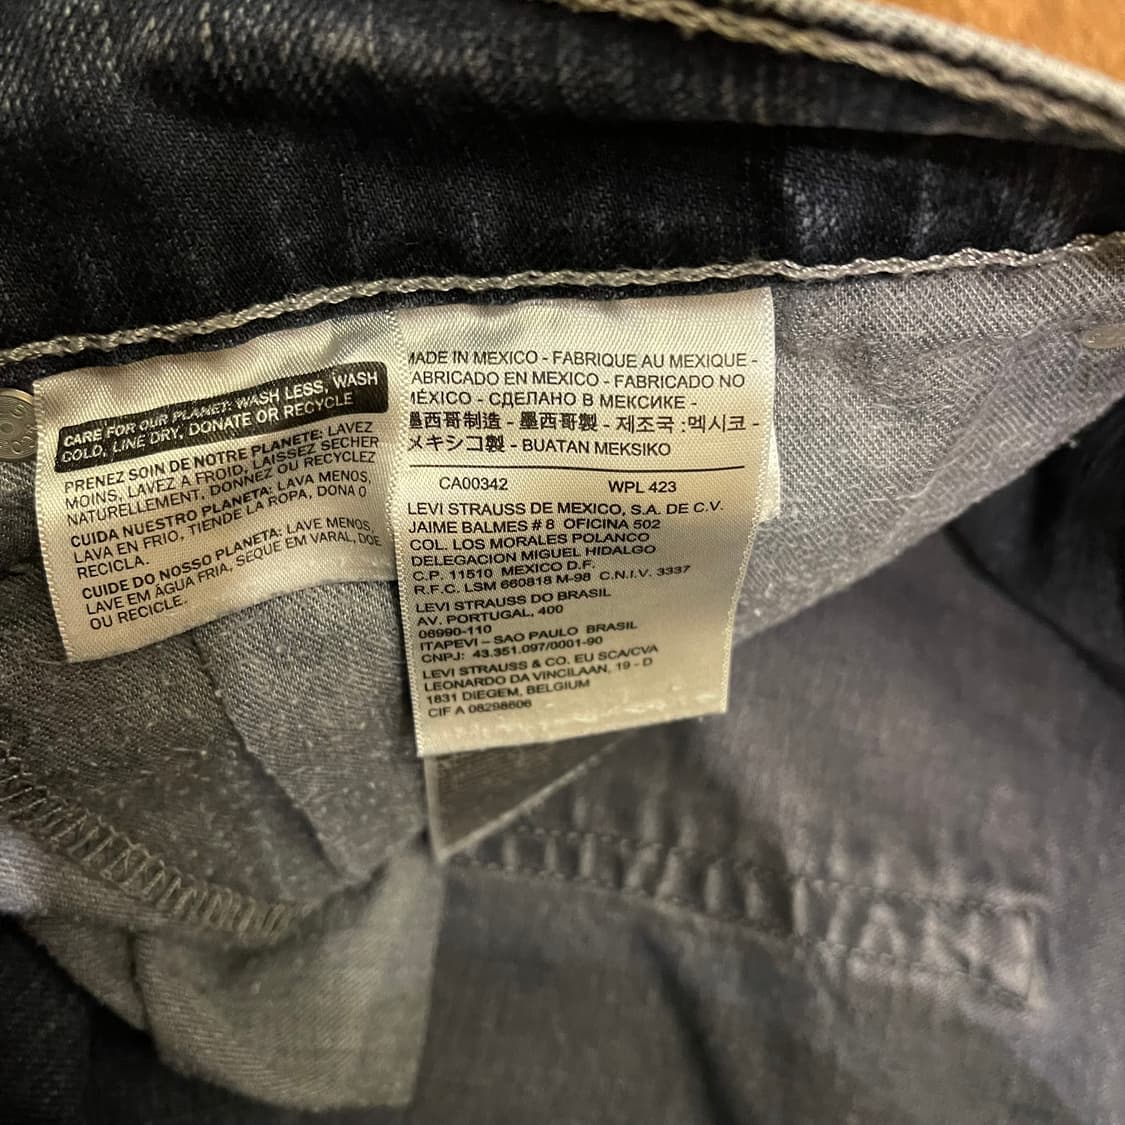 CARE FOR OUR PLANET: WASH LESS, WASH
COLD, LINE DRY, DONATE OR RECYCLE
PRENEZ SOIN DE NOTRE PLANETE: LAVEZ
MOINS, LAVEZ A FROID, LAISSEZ SECHER
NATURELLEMENT, DONNEZ OU RECYCLEZ
CUIDA NUESTRO PLANETA: LAVA MENOS,
LAVA EN FRIO, TIENDE LA ROPA, DONA O
RECICLA.
CUIDE DO NOSSO PLANETA: LAVE MENOS,
LAVE EM ÁGUA FRIA, SEQUE EM VARAL, DOE
OU RECICLE.
MADE IN MEXICO - FABRIQUE AU MEXIQUE -
FABRICADO EN MEXICO - FABRICADO NO
MÉXICO - СДЕЛАНО В МЕКСИКЕ -
墨西哥制造 - 墨西哥製 - 제조국 :멕시코 -
メキシコ製 - BUATAN MEKSIKO
CA00342 WPL 423
LEVI STRAUSS DE MEXICO, S.A. DE C.V.
JAIME BALMES # 8 OFICINA 502
COL. LOS MORALES POLANCO
DELEGACION MIGUEL HIDALGO
C.P. 11510 MEXICO D.F.
R.F.C. LSM 660818 M-98 C.N.I.V. 3337
LEVI STRAUSS DO BRASIL
AV. PORTUGAL, 400
06990-110
ITAPEVI – SAO PAULO BRASIL
CNPJ: 43.351.097/0001-90
LEVI STRAUSS & CO. EU SCA/CVA
LEONARDO DA VINCILAAN, 19 - D
1831 DIEGEM, BELGIUM
CIF A 08298606